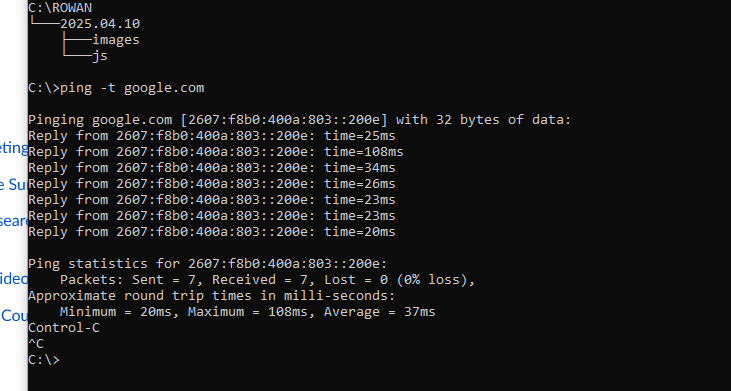 C:\ROWAN
└───2025.04.10
    ├───images
    └───js
C:\>ping -t google.com
Pinging google.com [2607:f8b0:400a:803::200e] with 32 bytes of data:
Reply from 2607:f8b0:400a:803::200e: time=25ms
Reply from 2607:f8b0:400a:803::200e: time=108ms
Reply from 2607:f8b0:400a:803::200e: time=34ms
Reply from 2607:f8b0:400a:803::200e: time=26ms
Reply from 2607:f8b0:400a:803::200e: time=23ms
Reply from 2607:f8b0:400a:803::200e: time=23ms
Reply from 2607:f8b0:400a:803::200e: time=20ms
Ping statistics for 2607:f8b0:400a:803::200e:
    Packets: Sent = 7, Received = 7, Lost = 0 (0% loss),
Approximate round trip times in milli-seconds:
    Minimum = 20ms, Maximum = 108ms, Average = 37ms
Control-C
^C
C:\>